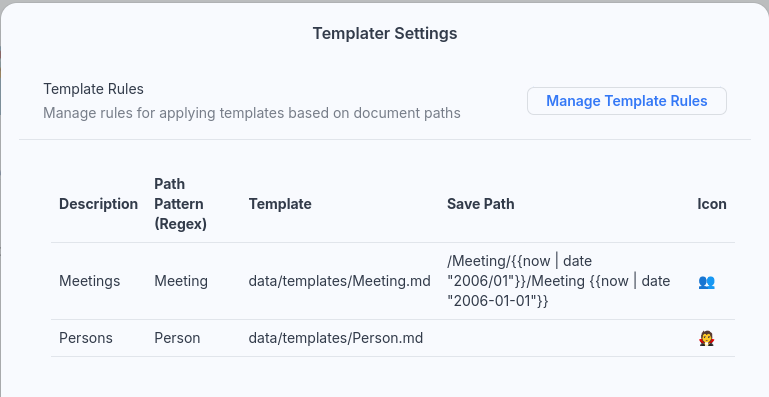 Templater Settings
Template Rules
Manage rules for applying templates based on document paths
Manage Template Rules
Description
Path
Pattern
(Regex)
Template
Save Path
Icon
Meetings
Meeting
data/templates/Meeting.md
/Meeting/{{now | date
"2006/01"}}/Meeting {{now | date
"2006-01-01"}}
Persons
Person
data/templates/Person.md